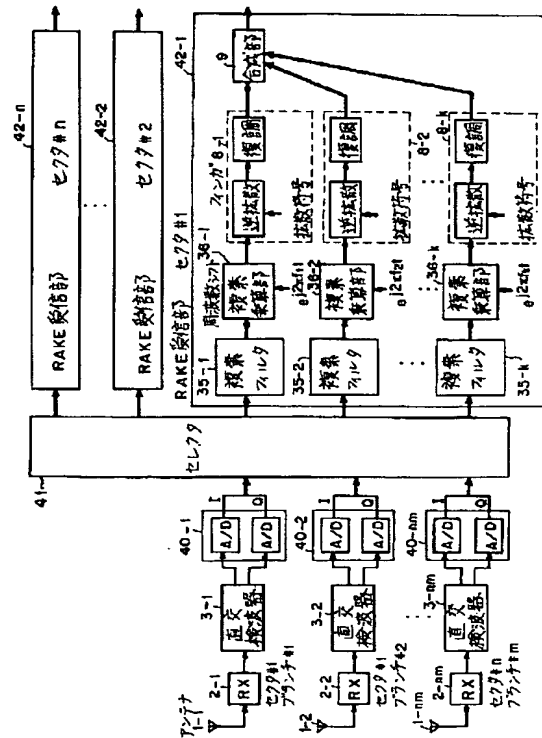 42-n
RAKE受信部 セクタ#n
42-2
RAKE受信部 セクタ#2
RAKE受信部 セクタ#1
42-1
41
セレクタ
アンテナ
1-1
2-1
RX
セクタ#1
ブランチ#1
3-1
直交
検波器
40-1
A/D
A/D
I
Q
35-1
複素
フィルタ
周波数シフト
36-1
複素
乗算部
e^j2πf1t
フィンガ 8-1
逆拡散
復調
拡散符号
9
合成部
1-2
2-2
RX
セクタ#1
ブランチ#2
3-2
直交
検波器
40-2
A/D
A/D
I
Q
35-2
複素
フィルタ
36-2
複素
乗算部
e^j2πf2t
逆拡散
復調
拡散符号
8-2
1-nm
2-nm
RX
セクタ#n
ブランチ#m
3-nm
直交
検波器
40-nm
A/D
A/D
I
Q
35-k
複素
フィルタ
36-k
複素
乗算部
逆拡散
復調
拡散符号
8-k